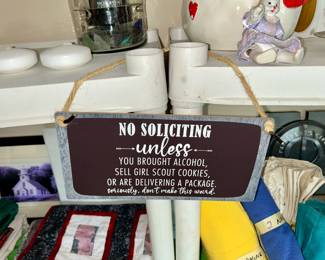 NO SOLICITING
unless
YOU BROUGHT ALCOHOL,
SELL GIRL SCOUT COOKIES,
OR ARE DELIVERING A PACKAGE.
seriously, don't make this weird.